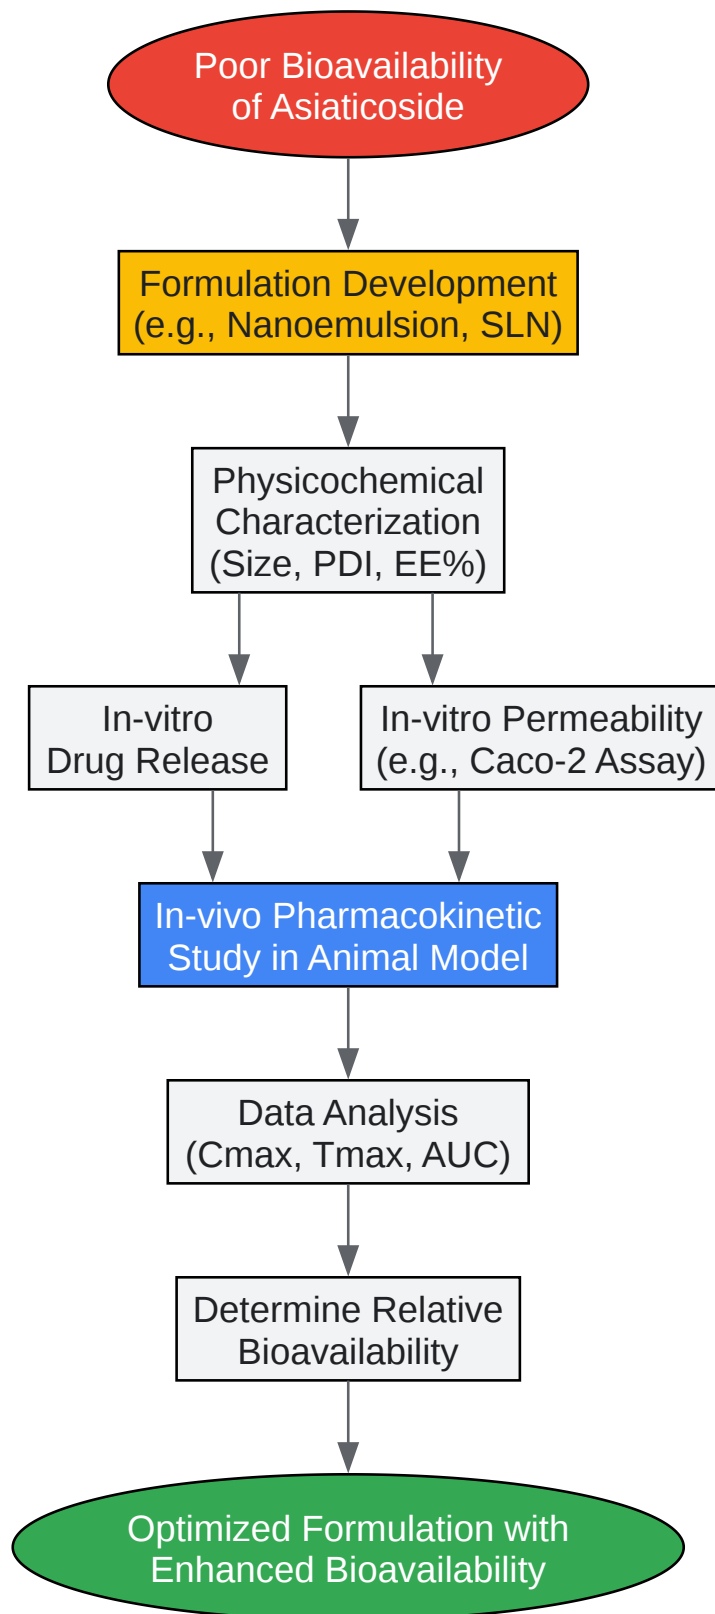 Poor Bioavailability
of Asiaticoside
Formulation Development
(e.g., Nanoemulsion, SLN)
Physicochemical
Characterization
(Size, PDI, EE%)
In-vitro
Drug Release
In-vitro Permeability
(e.g., Caco-2 Assay)
In-vivo Pharmacokinetic
Study in Animal Model
Data Analysis
(Cmax, Tmax, AUC)
Determine Relative
Bioavailability
Optimized Formulation with
Enhanced Bioavailability